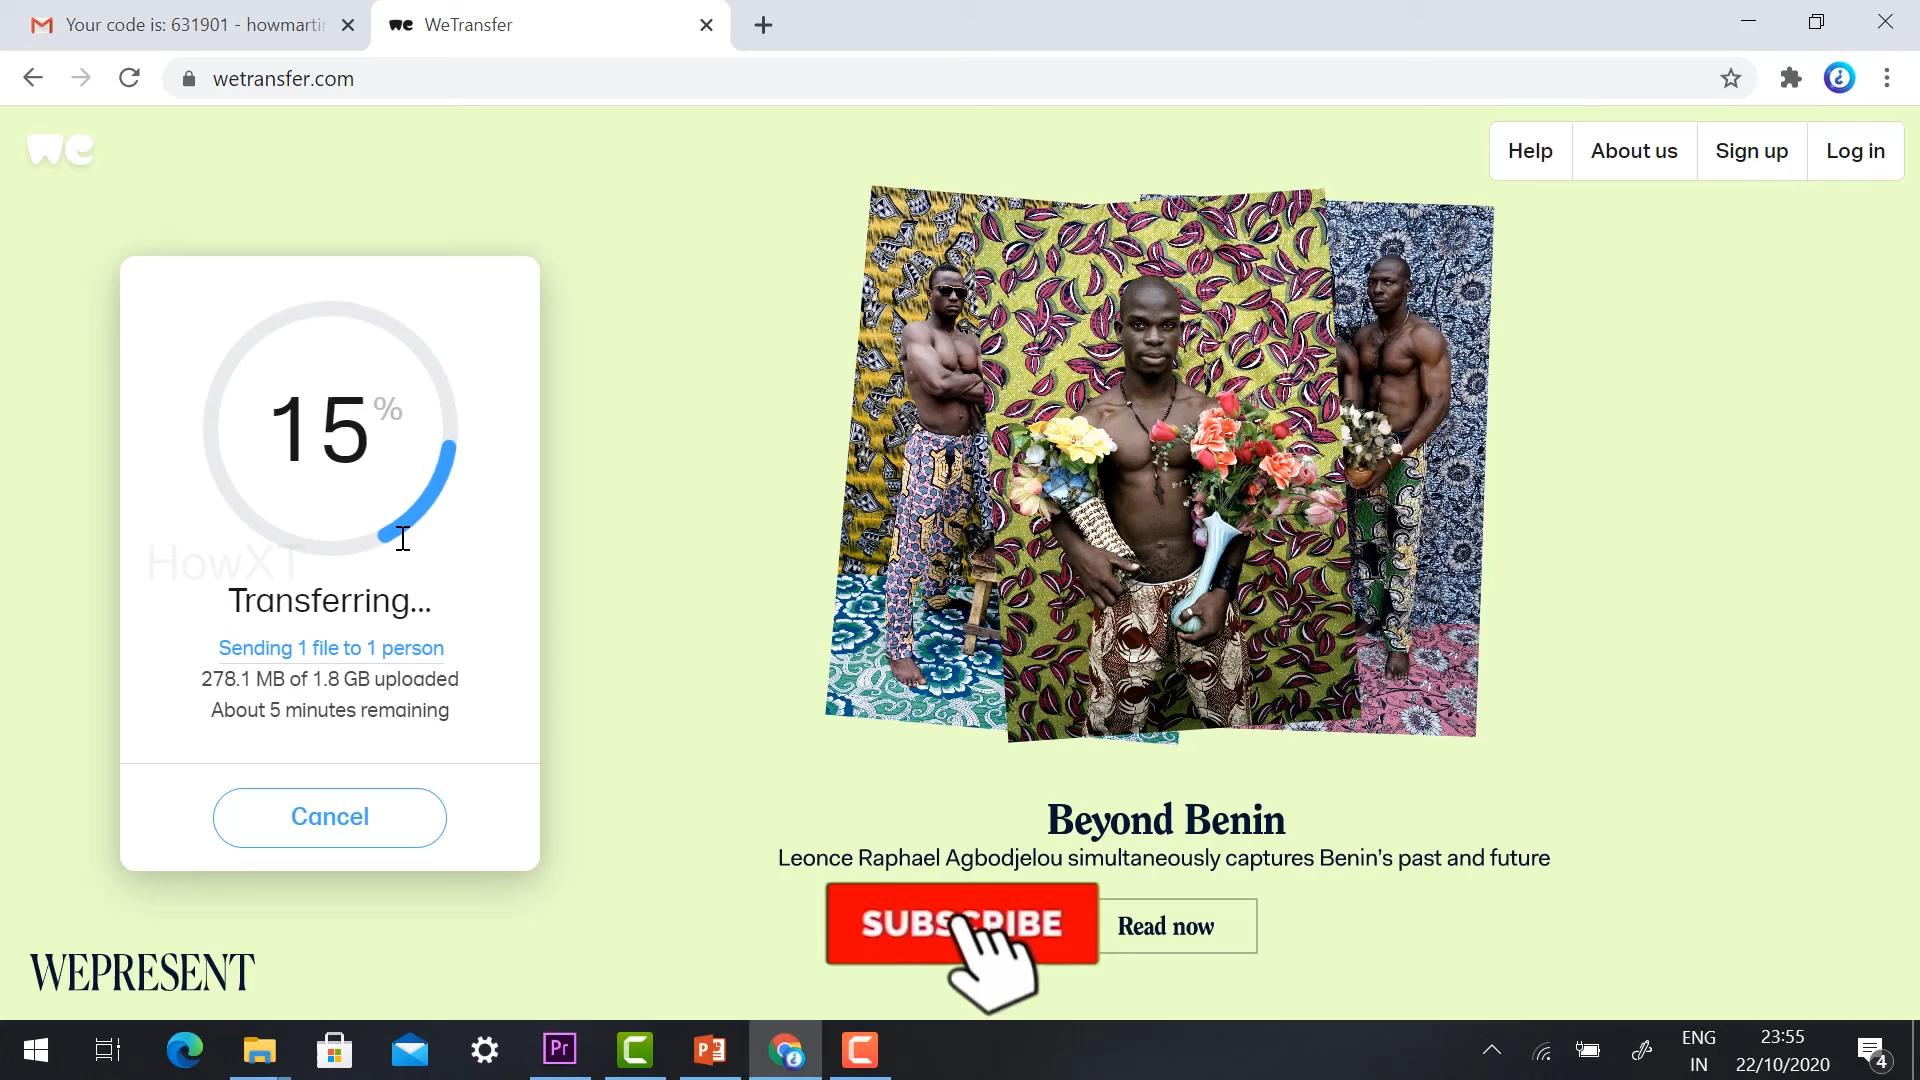 Your code is: 631901 - howmartin
WeTransfer
wetransfer.com
we
Help
About us
Sign up
Log in
15%
HowXT
Transferring...
Sending 1 file to 1 person
278.1 MB of 1.8 GB uploaded
About 5 minutes remaining
Cancel
Beyond Benin
Leonce Raphael Agbodjelou simultaneously captures Benin's past and future
SUBSCRIBE
Read now
WEPRESENT
Pr
ENG
IN
23:55
22/10/2020
4